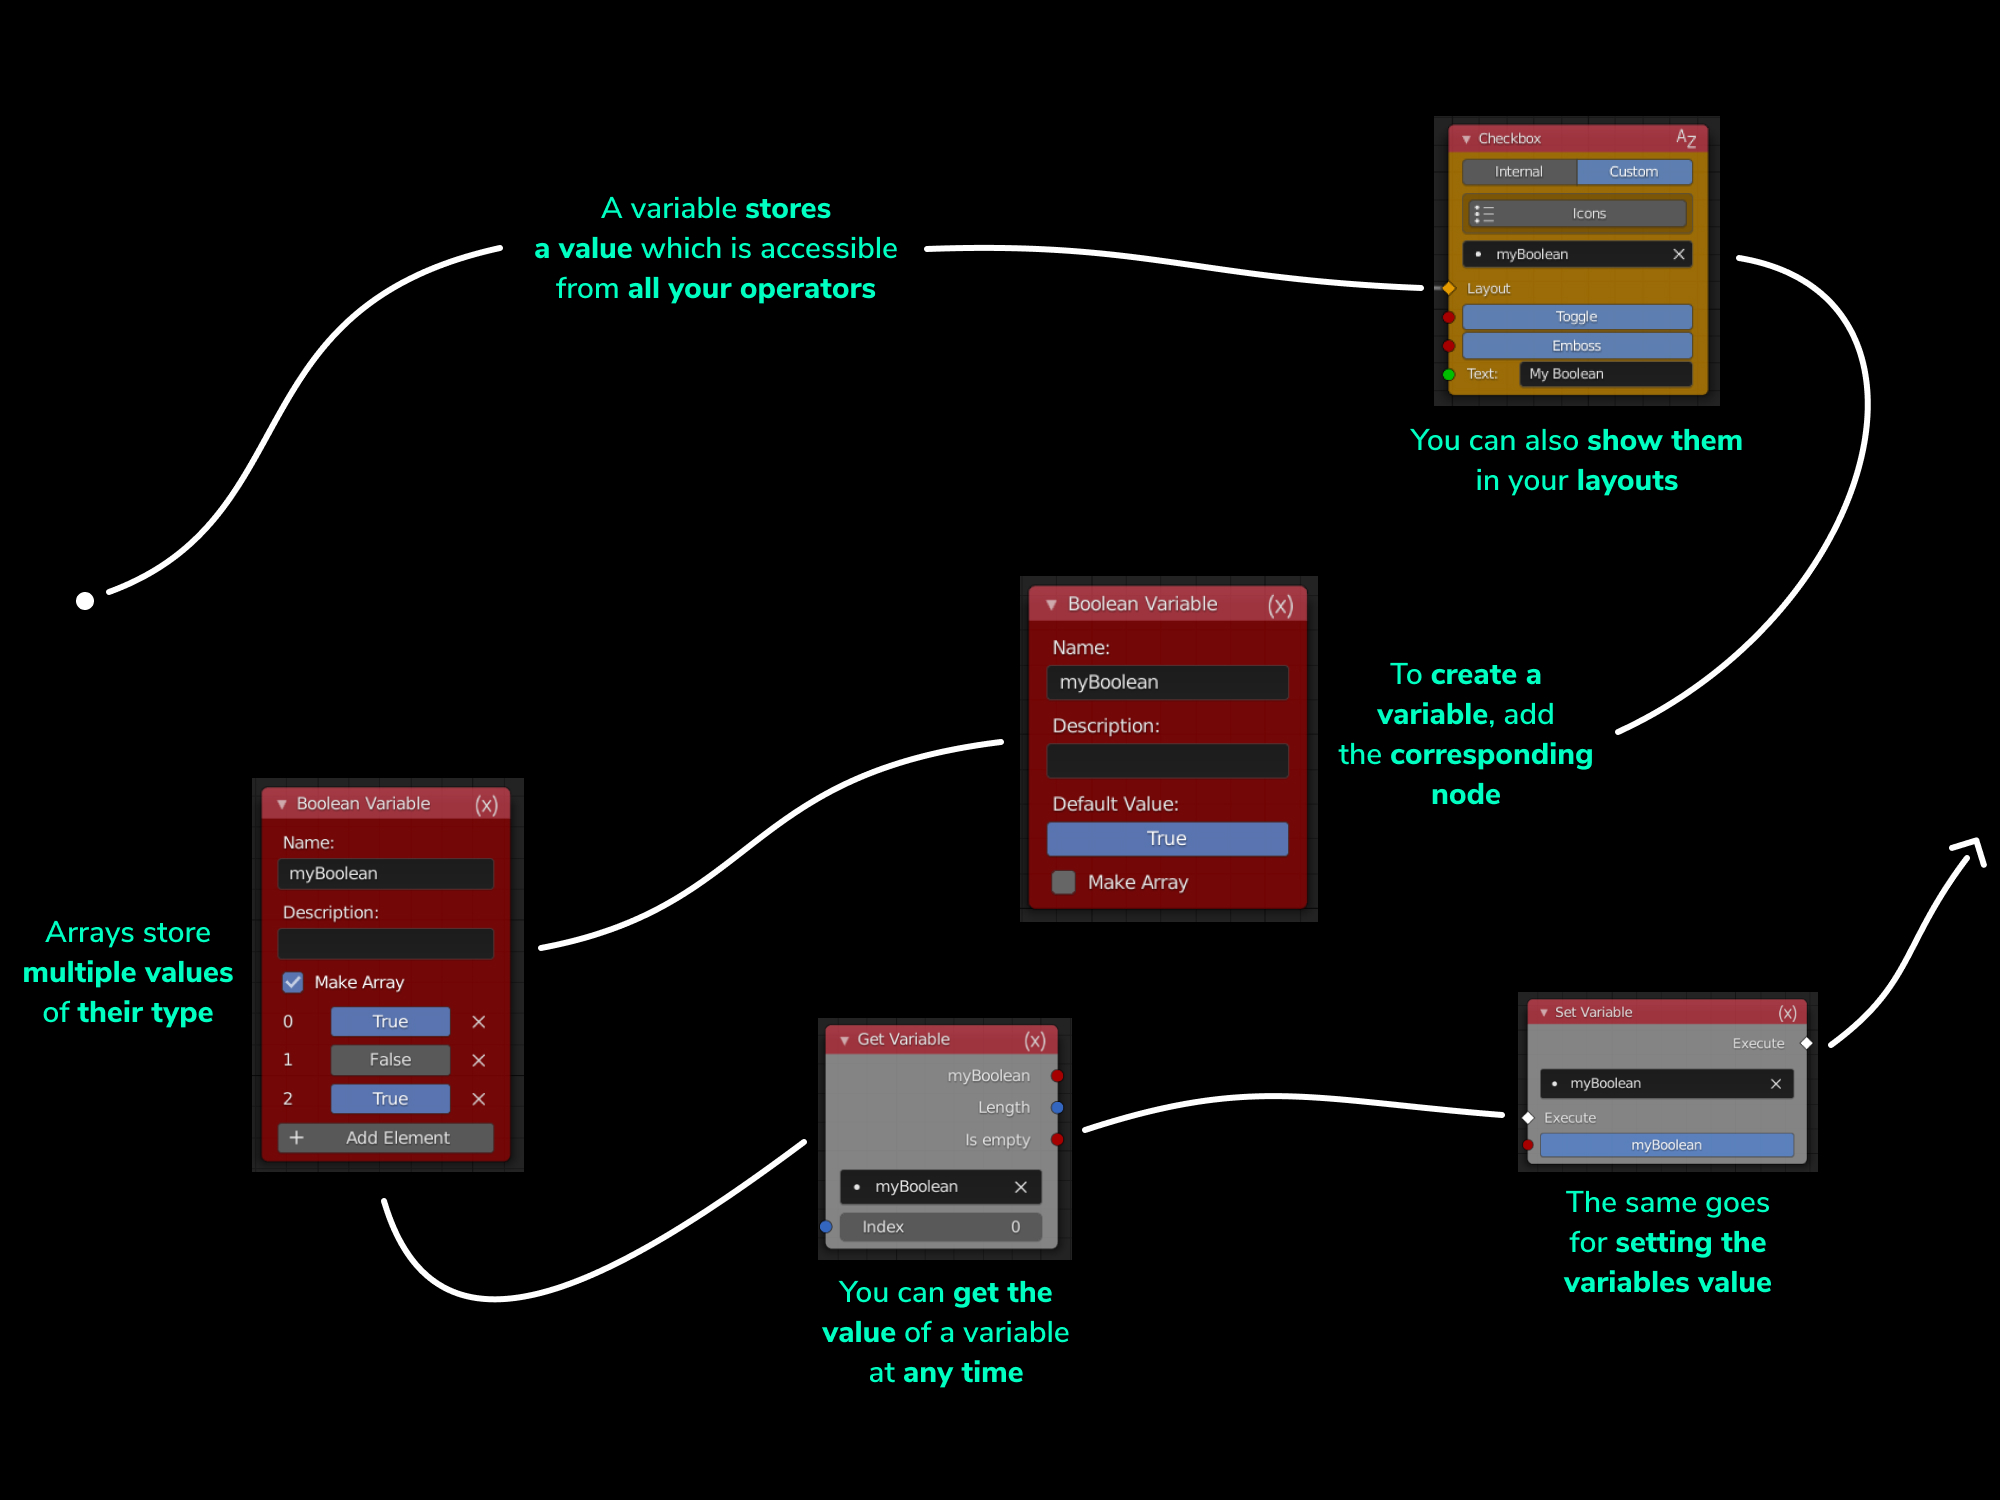 A variable stores
a value which is accessible
from all your operators
Checkbox
Internal Custom
Icons
myBoolean
Layout
Toggle
Emboss
Text: My Boolean
You can also show them
in your layouts
Boolean Variable (x)
Name:
myBoolean
Description:
Default Value:
True
Make Array
To create a
variable, add
the corresponding
node
Boolean Variable (x)
Name:
myBoolean
Description:
Make Array
0 True
1 False
2 True
+ Add Element
Arrays store
multiple values
of their type
Get Variable (x)
myBoolean
Length
Is empty
myBoolean
Index 0
You can get the
value of a variable
at any time
Set Variable (x)
Execute
myBoolean
Execute
myBoolean
The same goes
for setting the
variables value